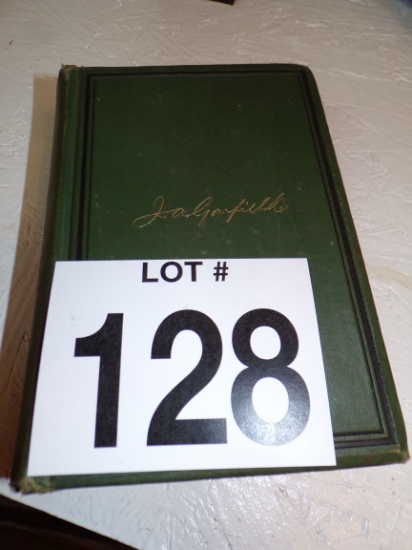 J. A. Garfield
LOT #
128